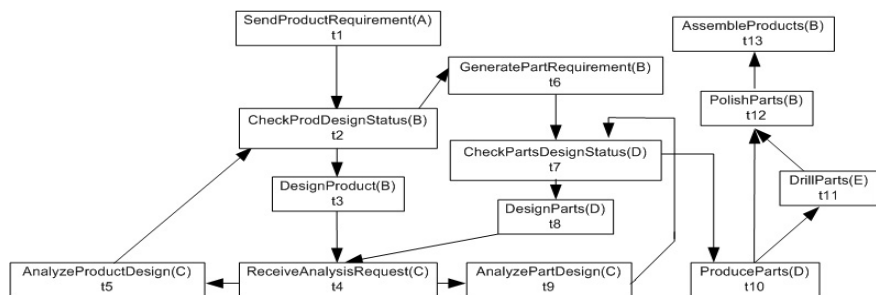 SendProductRequirement(A)
t1
AssembleProducts(B)
t13
GeneratePartRequirement(B)
t6
PolishParts(B)
t12
CheckProdDesignStatus(B)
t2
CheckPartsDesignStatus(D)
t7
DesignProduct(B)
t3
DrillParts(E)
t11
DesignParts(D)
t8
AnalyzeProductDesign(C)
t5
ReceiveAnalysisRequest(C)
t4
AnalyzePartDesign(C)
t9
ProduceParts(D)
t10